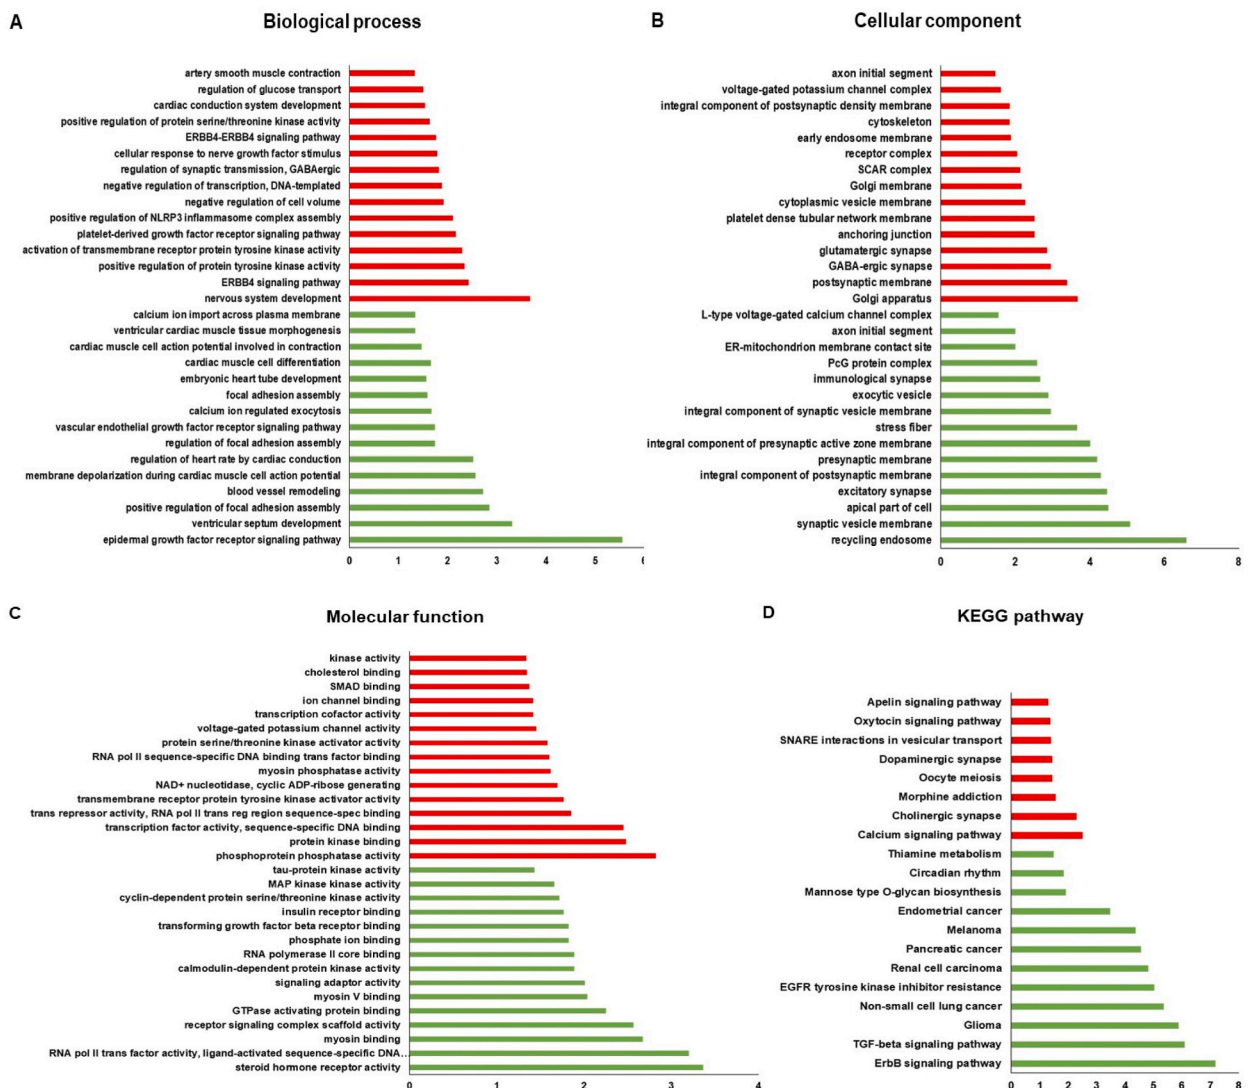 A
Biological process
artery smooth muscle contraction
regulation of glucose transport
cardiac conduction system development
positive regulation of protein serine/threonine kinase activity
ERBB4-ERBB4 signaling pathway
cellular response to nerve growth factor stimulus
regulation of synaptic transmission, GABAergic
negative regulation of transcription, DNA-templated
negative regulation of cell volume
positive regulation of NLRP3 inflammasome complex assembly
platelet-derived growth factor receptor signaling pathway
activation of transmembrane receptor protein tyrosine kinase activity
positive regulation of protein tyrosine kinase activity
ERBB4 signaling pathway
nervous system development
calcium ion import across plasma membrane
ventricular cardiac muscle tissue morphogenesis
cardiac muscle cell action potential involved in contraction
cardiac muscle cell differentiation
embryonic heart tube development
focal adhesion assembly
calcium ion regulated exocytosis
vascular endothelial growth factor receptor signaling pathway
regulation of focal adhesion assembly
regulation of heart rate by cardiac conduction
membrane depolarization during cardiac muscle cell action potential
blood vessel remodeling
positive regulation of focal adhesion assembly
ventricular septum development
epidermal growth factor receptor signaling pathway
0 1 2 3 4 5 6
B
Cellular component
axon initial segment
voltage-gated potassium channel complex
integral component of postsynaptic density membrane
cytoskeleton
early endosome membrane
receptor complex
SCAR complex
Golgi membrane
cytoplasmic vesicle membrane
platelet dense tubular network membrane
anchoring junction
glutamatergic synapse
GABA-ergic synapse
postsynaptic membrane
Golgi apparatus
L-type voltage-gated calcium channel complex
axon initial segment
ER-mitochondrion membrane contact site
PcG protein complex
immunological synapse
exocytic vesicle
integral component of synaptic vesicle membrane
stress fiber
integral component of presynaptic active zone membrane
presynaptic membrane
integral component of postsynaptic membrane
excitatory synapse
apical part of cell
synaptic vesicle membrane
recycling endosome
0 2 4 6 8
C
Molecular function
kinase activity
cholesterol binding
SMAD binding
ion channel binding
transcription cofactor activity
voltage-gated potassium channel activity
protein serine/threonine kinase activator activity
RNA pol II sequence-specific DNA binding trans factor binding
myosin phosphatase activity
NAD+ nucleotidase, cyclic ADP-ribose generating
transmembrane receptor protein tyrosine kinase activator activity
trans repressor activity, RNA pol II trans reg region sequence-spec binding
transcription factor activity, sequence-specific DNA binding
protein kinase binding
phosphoprotein phosphatase activity
tau-protein kinase activity
MAP kinase kinase activity
cyclin-dependent protein serine/threonine kinase activity
insulin receptor binding
transforming growth factor beta receptor binding
phosphate ion binding
RNA polymerase II core binding
calmodulin-dependent protein kinase activity
signaling adaptor activity
myosin V binding
GTPase activating protein binding
receptor signaling complex scaffold activity
myosin binding
RNA pol II trans factor activity, ligand-activated sequence-specific DNA...
steroid hormone receptor activity
0 1 2 3 4
D
KEGG pathway
Apelin signaling pathway
Oxytocin signaling pathway
SNARE interactions in vesicular transport
Dopaminergic synapse
Oocyte meiosis
Morphine addiction
Cholinergic synapse
Calcium signaling pathway
Thiamine metabolism
Circadian rhythm
Mannose type O-glycan biosynthesis
Endometrial cancer
Melanoma
Pancreatic cancer
Renal cell carcinoma
EGFR tyrosine kinase inhibitor resistance
Non-small cell lung cancer
Glioma
TGF-beta signaling pathway
ErbB signaling pathway
0 1 2 3 4 5 6 7 8